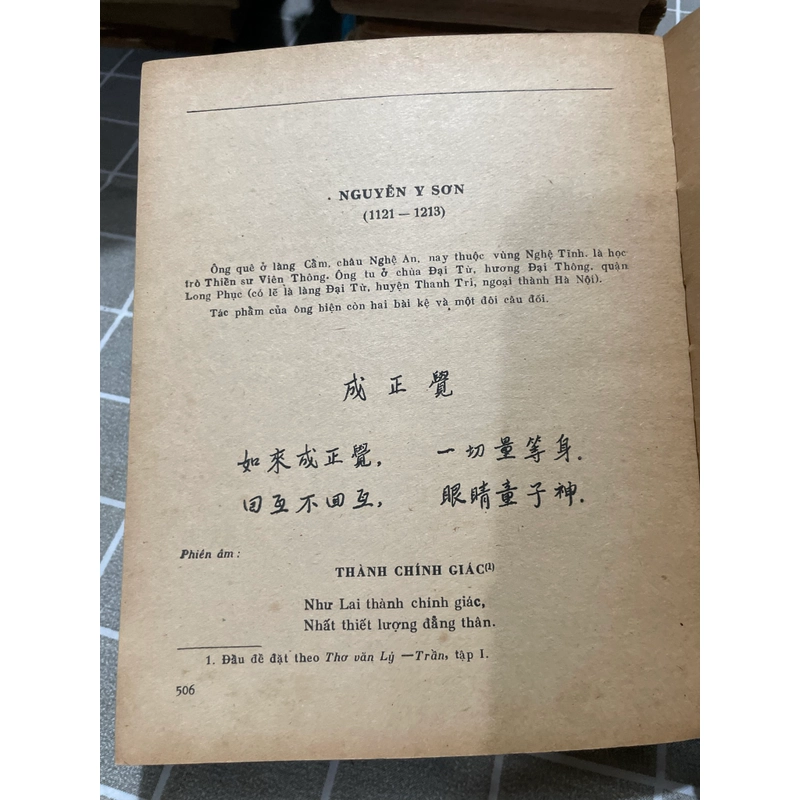 NGUYỄN Y SƠN
(1121 — 1213)
Ông quê ở làng Cẩm, châu Nghệ An, nay thuộc vùng Nghệ Tĩnh, là học
trò Thiền sư Viên Thông. Ông tu ở chùa Đại Từ, hương Đại Thông, quận
Long Phục (có lẽ là làng Đại Từ, huyện Thanh Trì, ngoại thành Hà Nội).
Tác phẩm của ông hiện còn hai bài kệ và một đôi câu đối.
成正覺
如來成正覺, 一切量等身.
回互不回互, 眼睛童子神.
Phiên âm :
THÀNH CHÍNH GIÁC(1)
Như Lai thành chính giác,
Nhất thiết lượng đẳng thân.
1. Đầu đề đặt theo Thơ văn Lý —Trần, tập I.
506